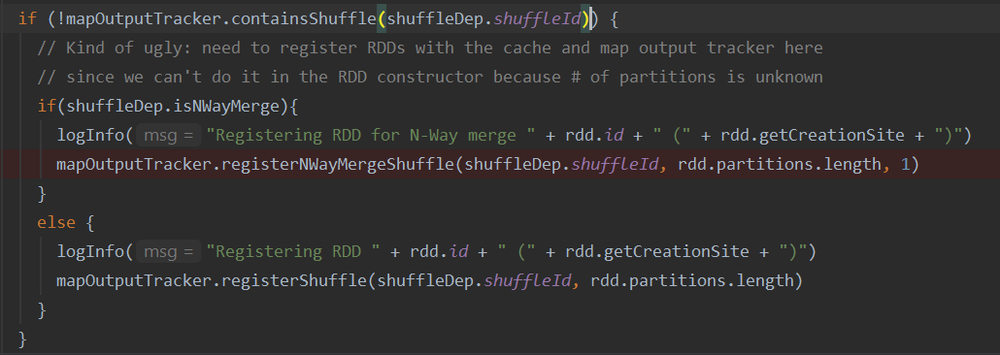 if (!mapOutputTracker.containsShuffle(shuffleDep.shuffleId)) {
  // Kind of ugly: need to register RDDs with the cache and map output tracker here
  // since we can't do it in the RDD constructor because # of partitions is unknown
  if(shuffleDep.isNWayMerge){
    logInfo( msg = "Registering RDD for N-Way merge " + rdd.id + " (" + rdd.getCreationSite + ")")
    mapOutputTracker.registerNWayMergeShuffle(shuffleDep.shuffleId, rdd.partitions.length, 1)
  }
  else {
    logInfo( msg = "Registering RDD " + rdd.id + " (" + rdd.getCreationSite + ")")
    mapOutputTracker.registerShuffle(shuffleDep.shuffleId, rdd.partitions.length)
  }
}